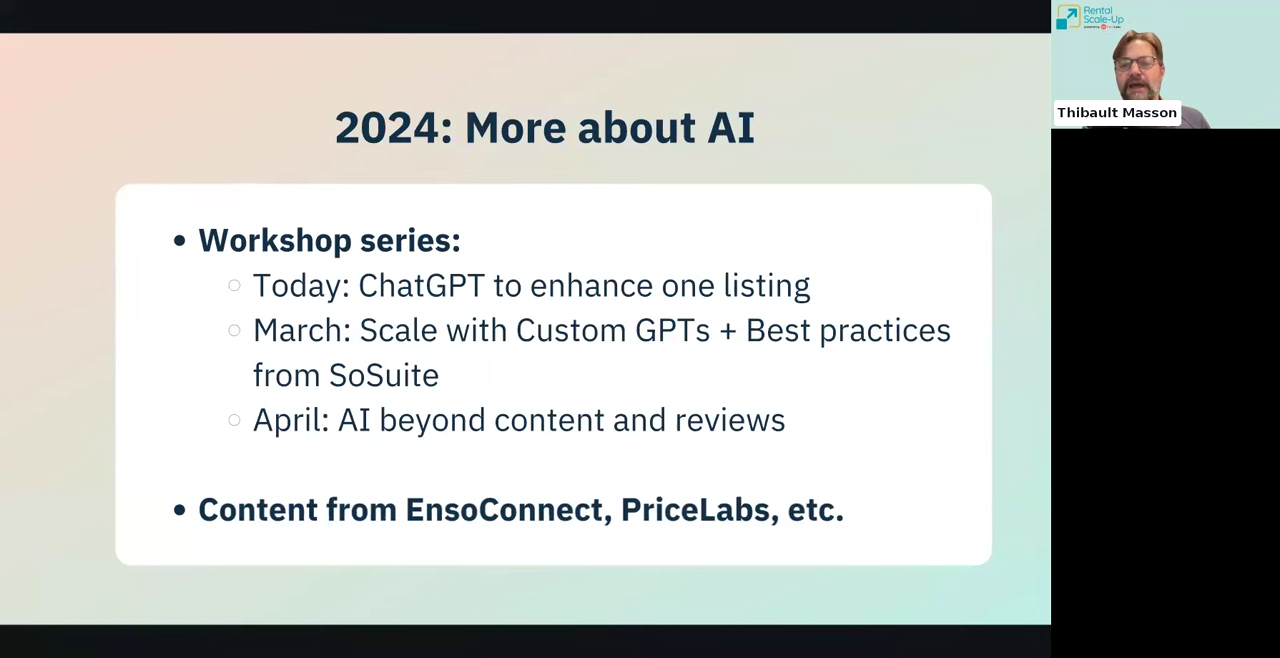 2024: More about AI
• Workshop series:
○ Today: ChatGPT to enhance one listing
○ March: Scale with Custom GPTs + Best practices
from SoSuite
○ April: AI beyond content and reviews
• Content from EnsoConnect, PriceLabs, etc.
Rental
Scale-Up
Thibault Masson